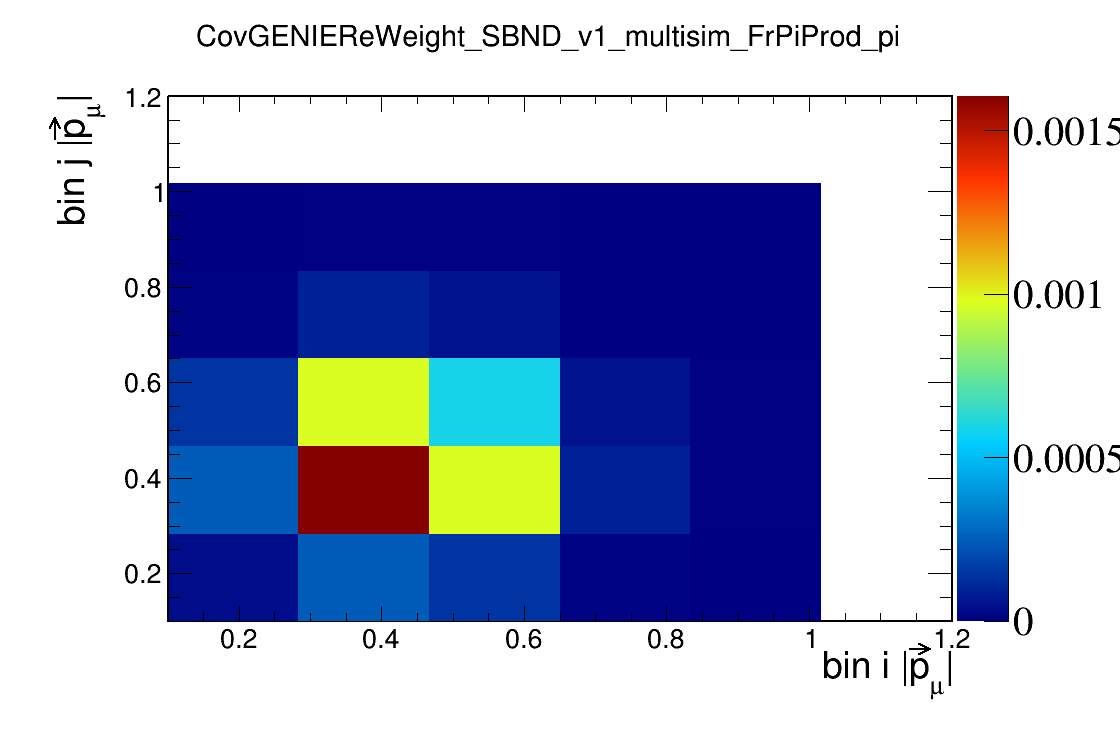 CovGENIEReWeight_SBND_v1_multisim_FrPiProd_pi
bin j |p⃗μ|
1.2
1
0.8
0.6
0.4
0.2
0.2 0.4 0.6 0.8 1 1.2
bin i |p⃗μ|
0.0015
0.001
0.0005
0